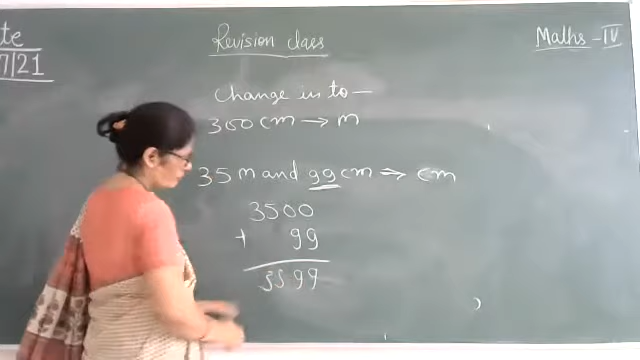 te
7/21
Revision class
Maths - IV
Change in to —
300 cm → m
35 m and 99 cm → cm
3500
+ 99
3599